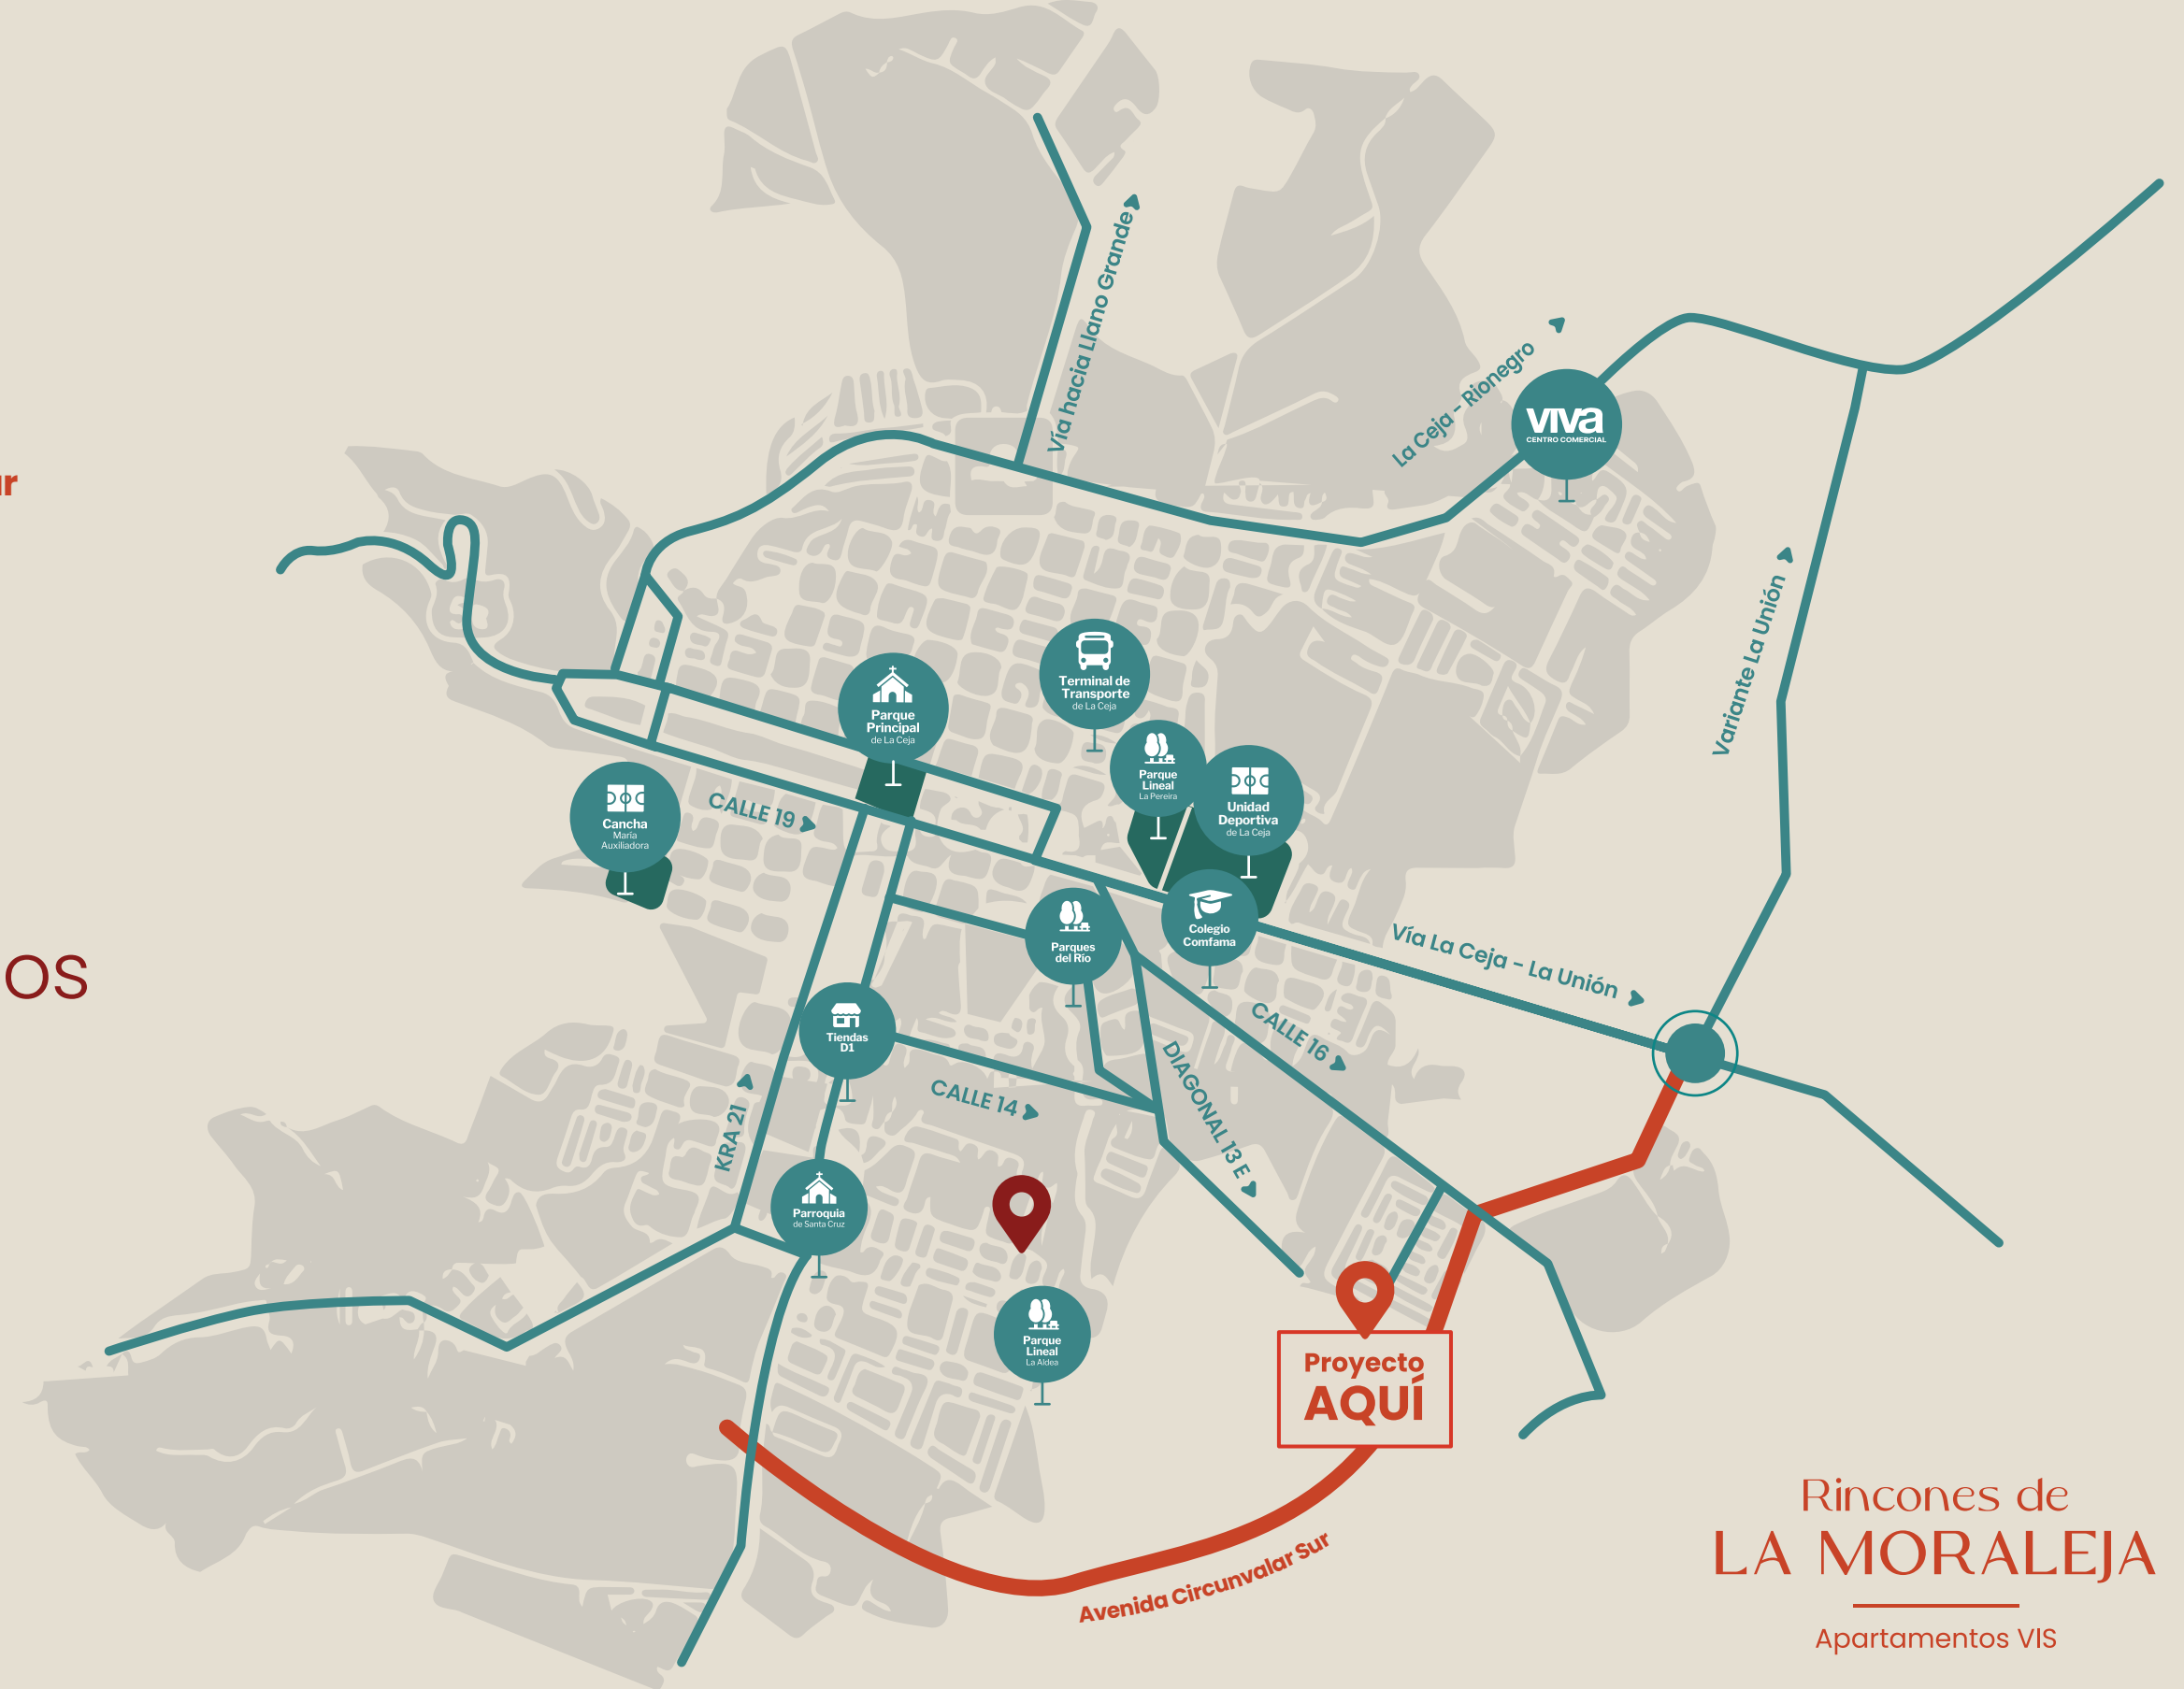 Vía hacia Llano Grande
La Ceja - Rionegro
VIVA
CENTRO COMERCIAL
ur
Variante La Unión
Terminal de
Transporte
de La Ceja
Parque
Principal
de La Ceja
Parque
Lineal
La Pereira
Unidad
Deportiva
de La Ceja
CALLE 19
Cancha
María
Auxiliadora
Colegio
Comfama
Parques
del Río
Vía La Ceja - La Unión
OS
Tiendas
D1
CALLE 16
CALLE 14
DIAGONAL 13 E
KRA 21
Parroquia
de Santa Cruz
Parque
Lineal
La Aldea
Proyecto
AQUÍ
Avenida Circunvalar Sur
Rincones de
LA MORALEJA
Apartamentos VIS